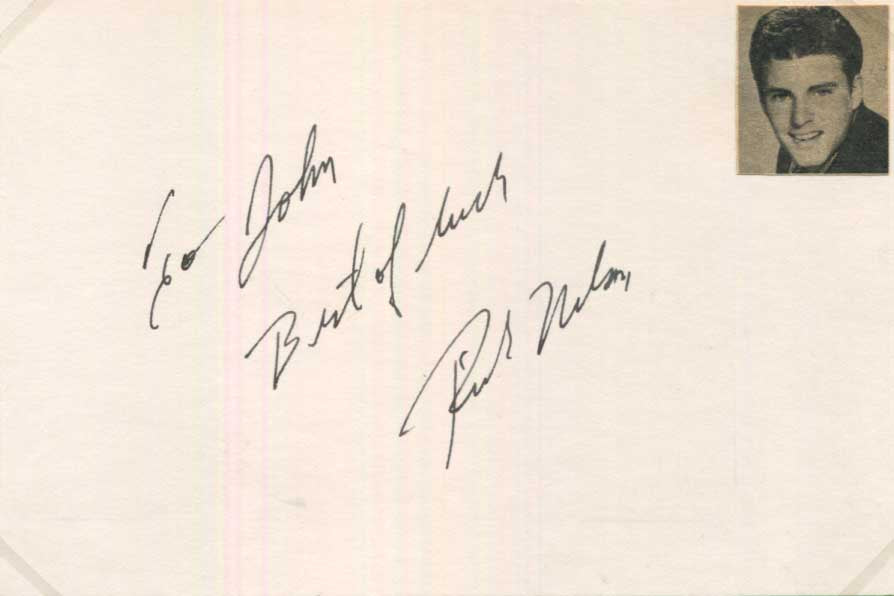 To John
Best of luck
Rick Nelson